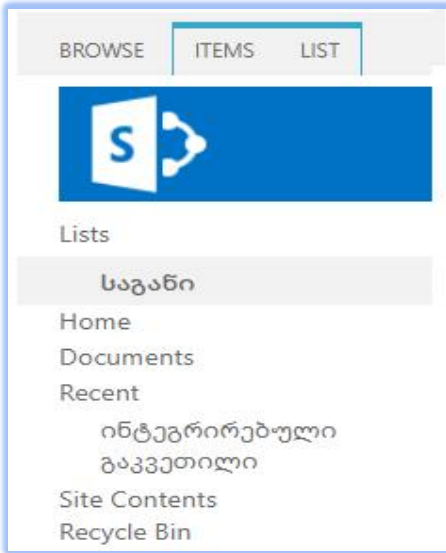 BROWSE ITEMS LIST
S
Lists
საგანი
Home
Documents
Recent
ინტეგრირებული
გაკვეთილი
Site Contents
Recycle Bin